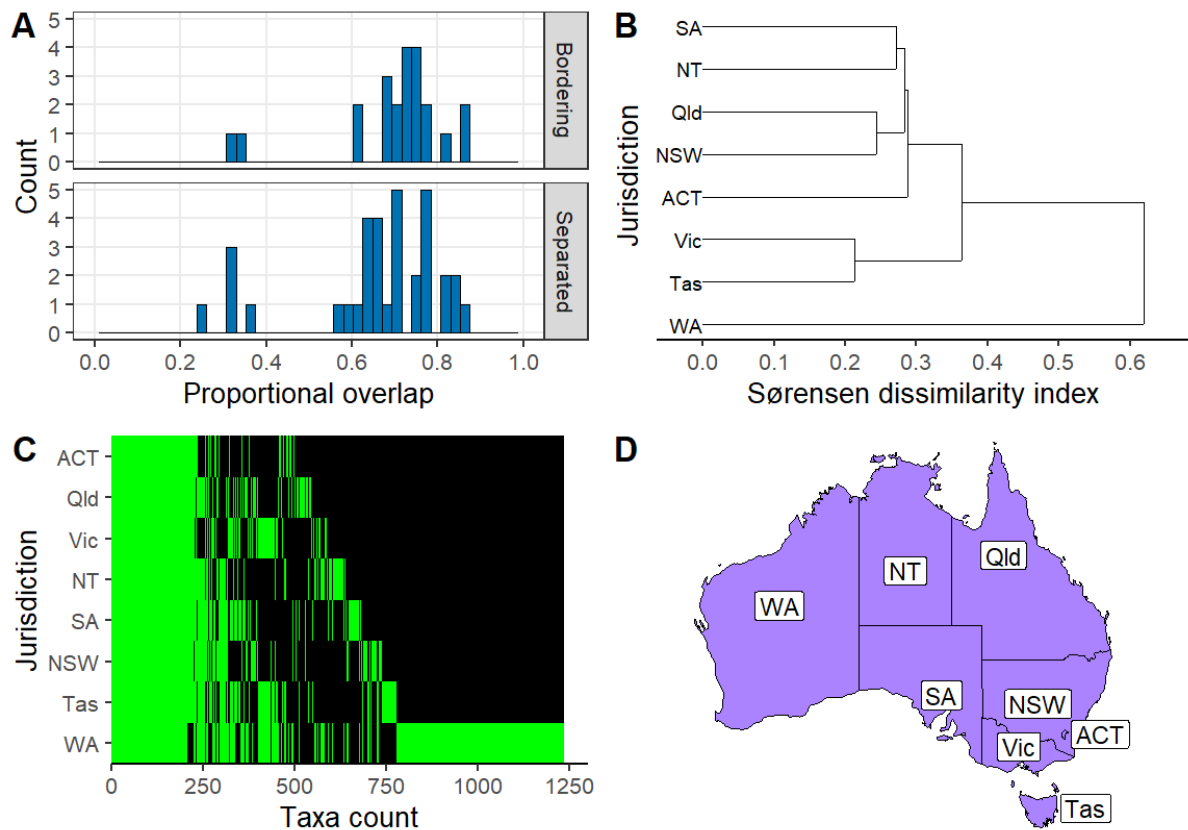 A
Count
5
4
3
2
1
0
Bordering
5
4
3
2
1
0
Separated
0.0 0.2 0.4 0.6 0.8 1.0
Proportional overlap
B
Jurisdiction
SA
NT
Qld
NSW
ACT
Vic
Tas
WA
0.0 0.1 0.2 0.3 0.4 0.5 0.6
Sørensen dissimilarity index
C
Jurisdiction
ACT
Qld
Vic
NT
SA
NSW
Tas
WA
0 250 500 750 1000 1250
Taxa count
D
NT
Qld
WA
SA
NSW
ACT
Vic
Tas